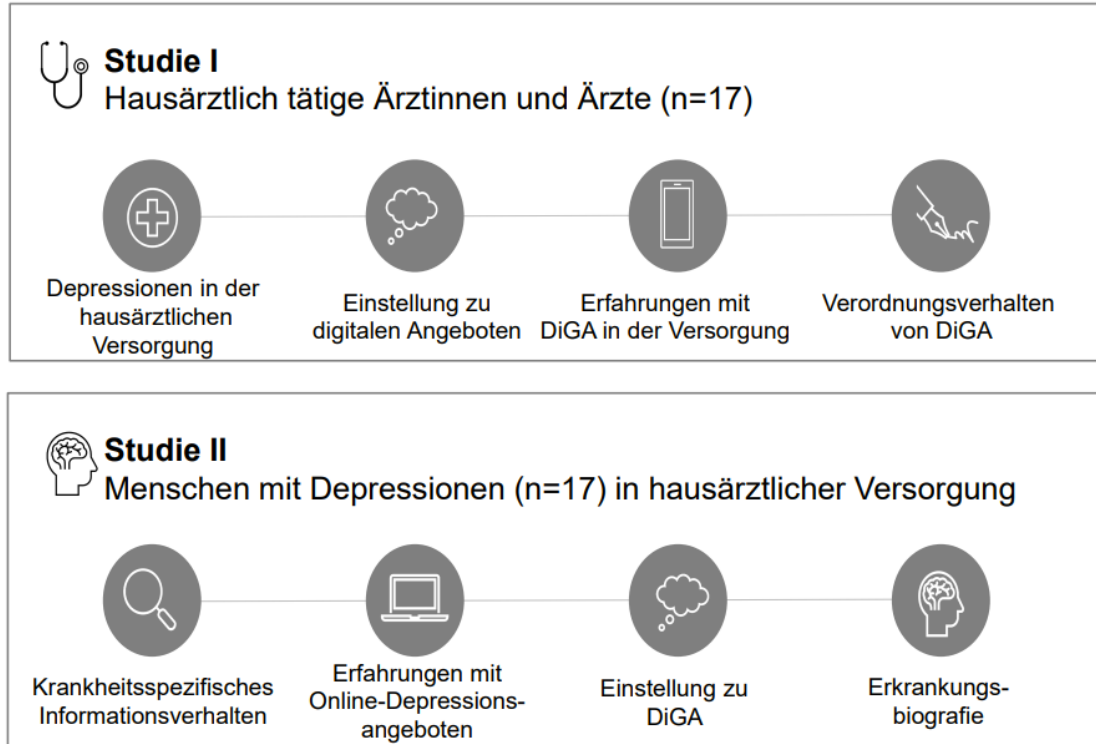 Studie I
Hausärztlich tätige Ärztinnen und Ärzte (n=17)
Depressionen in der
hausärztlichen
Versorgung
Einstellung zu
digitalen Angeboten
Erfahrungen mit
DiGA in der Versorgung
Verordnungsverhalten
von DiGA
Studie II
Menschen mit Depressionen (n=17) in hausärztlicher Versorgung
Krankheitsspezifisches
Informationsverhalten
Erfahrungen mit
Online-Depressions-
angeboten
Einstellung zu
DiGA
Erkrankungs-
biografie